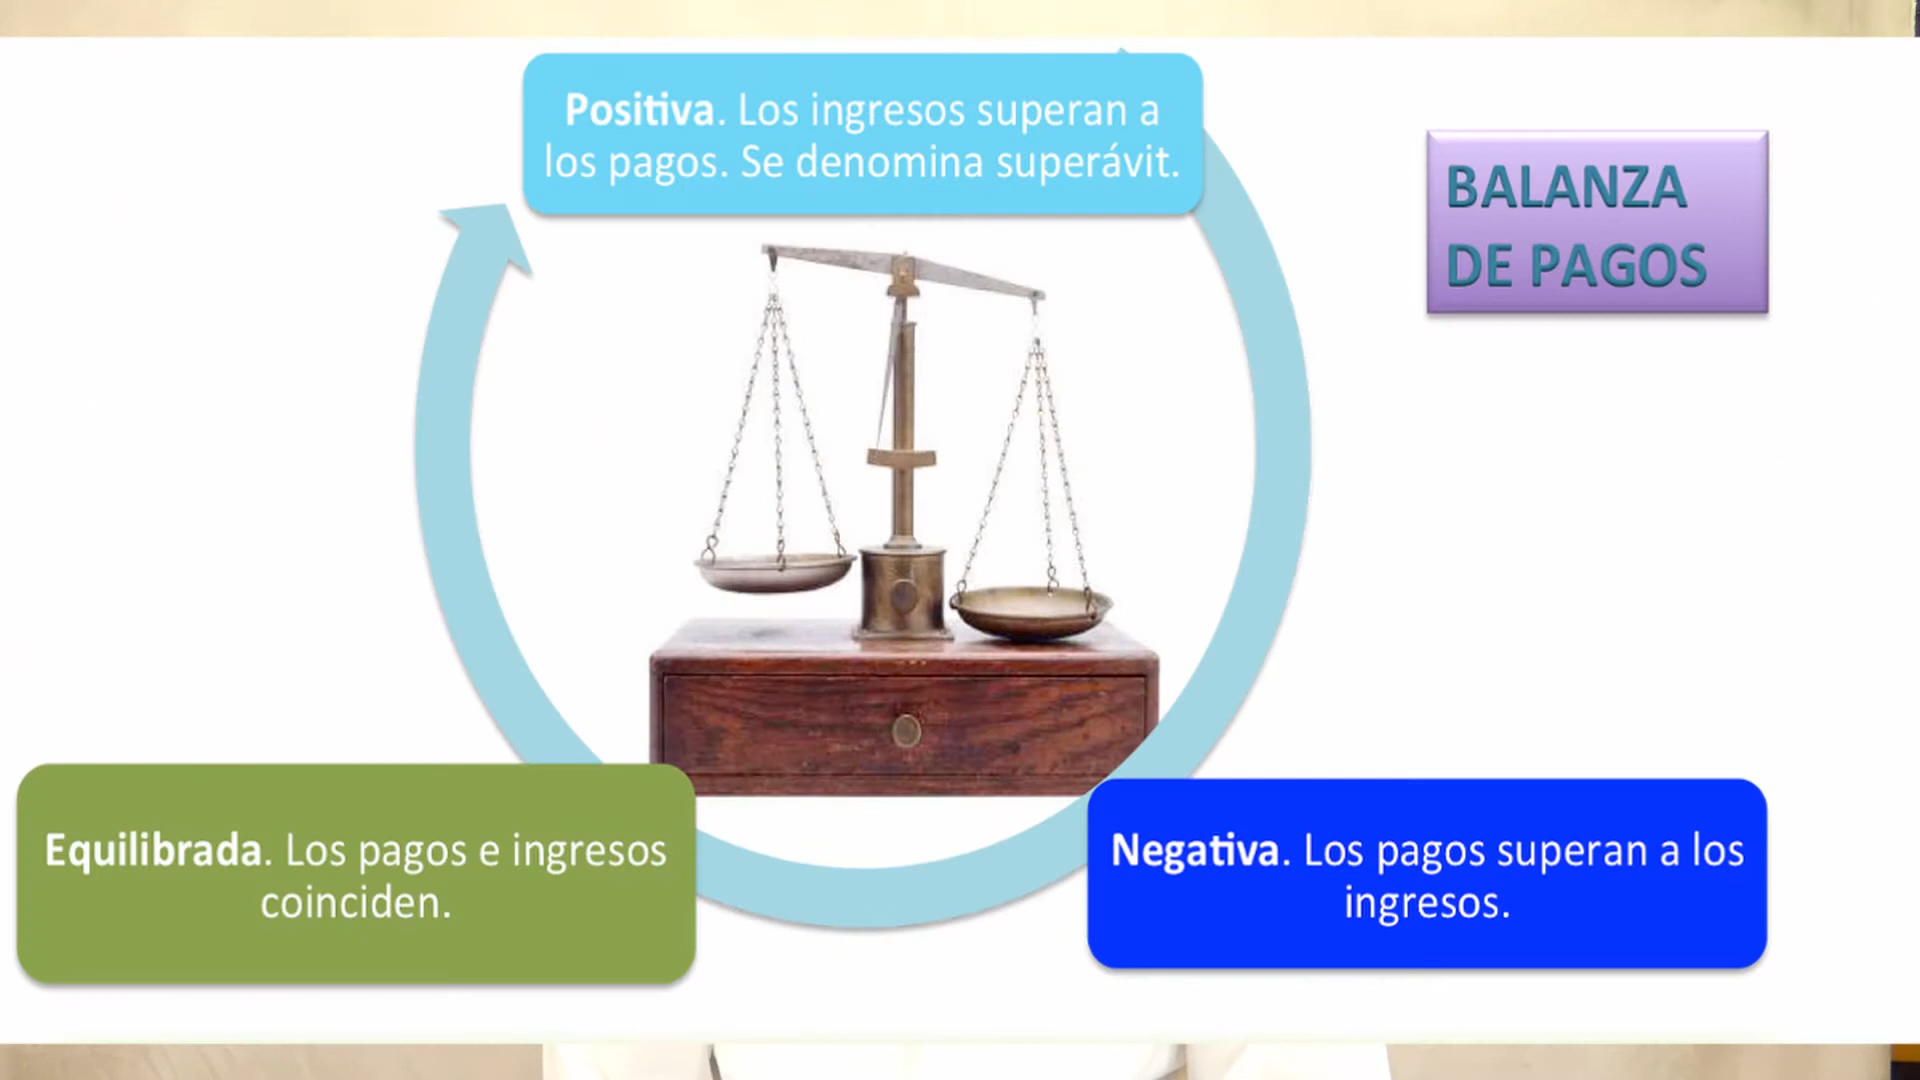 Positiva. Los ingresos superan a
los pagos. Se denomina superávit.
BALANZA
DE PAGOS
Equilibrada. Los pagos e ingresos
coinciden.
Negativa. Los pagos superan a los
ingresos.